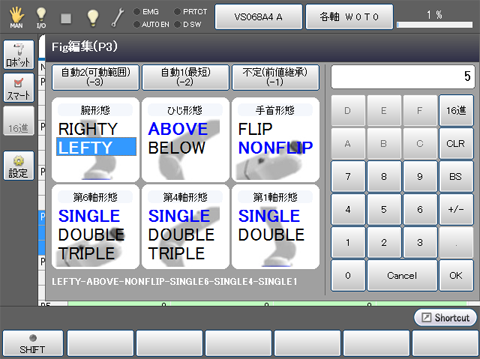 MAN I/O EMG AUTO EN PRTCT D SW VS068A4 A 各軸 W0T0 1 %
ロボット
スマート
16進
設定
Fig編集(P3)
自動2(可動範囲)
(-3)
自動1(最短)
(-2)
不定(前値継承)
(-1)
5
腕形態
RIGHTY
LEFTY
ひじ形態
ABOVE
BELOW
手首形態
FLIP
NONFLIP
第6軸形態
SINGLE
DOUBLE
TRIPLE
第4軸形態
SINGLE
DOUBLE
TRIPLE
第1軸形態
SINGLE
DOUBLE
LEFTY-ABOVE-NONFLIP-SINGLE6-SINGLE4-SINGLE1
D E F 16進
A B C CLR
7 8 9 BS
4 5 6 +/-
1 2 3 .
0 Cancel OK
Shortcut
SHIFT